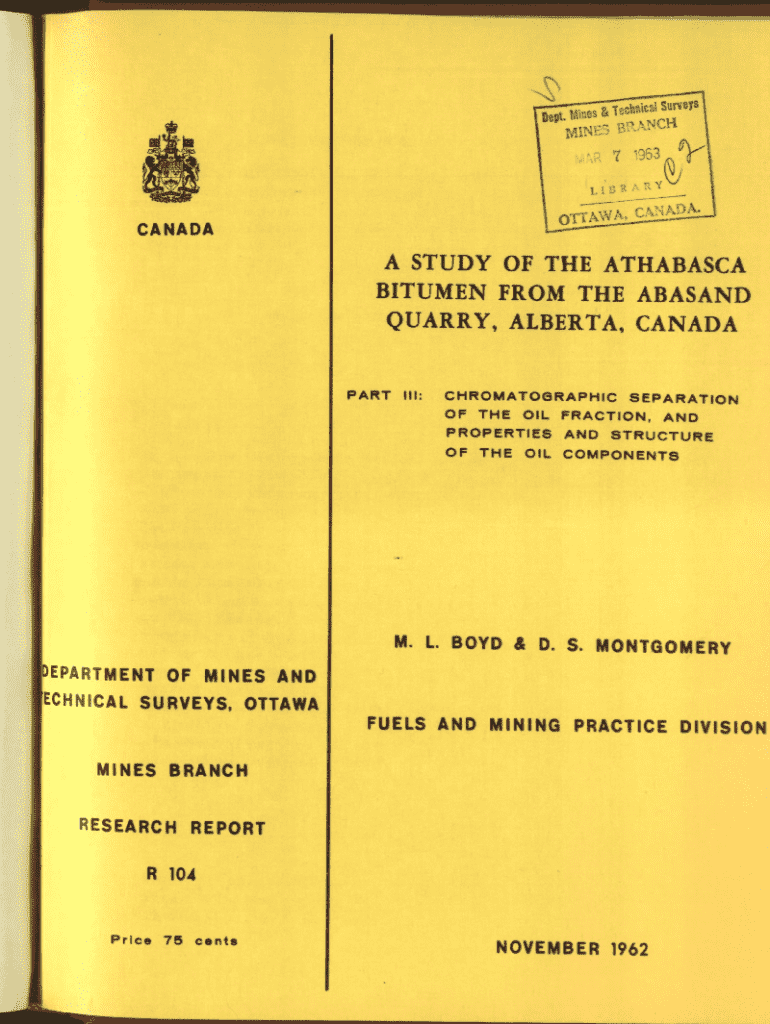 CANADA
DEPARTMENT OF MINES AND
TECHNICAL SURVEYS, OTTAWA
MINES BRANCH
RESEARCH REPORT
R 104
Price 75 cents
Dept. Mines & Technical Surveys
MINES BRANCH
MAR 7 1963
LIBRARY
OTTAWA, CANADA.
A STUDY OF THE ATHABASCA
BITUMEN FROM THE ABASAND
QUARRY, ALBERTA, CANADA
PART III: CHROMATOGRAPHIC SEPARATION
OF THE OIL FRACTION, AND
PROPERTIES AND STRUCTURE
OF THE OIL COMPONENTS
M. L. BOYD & D. S. MONTGOMERY
FUELS AND MINING PRACTICE DIVISION
NOVEMBER 1962